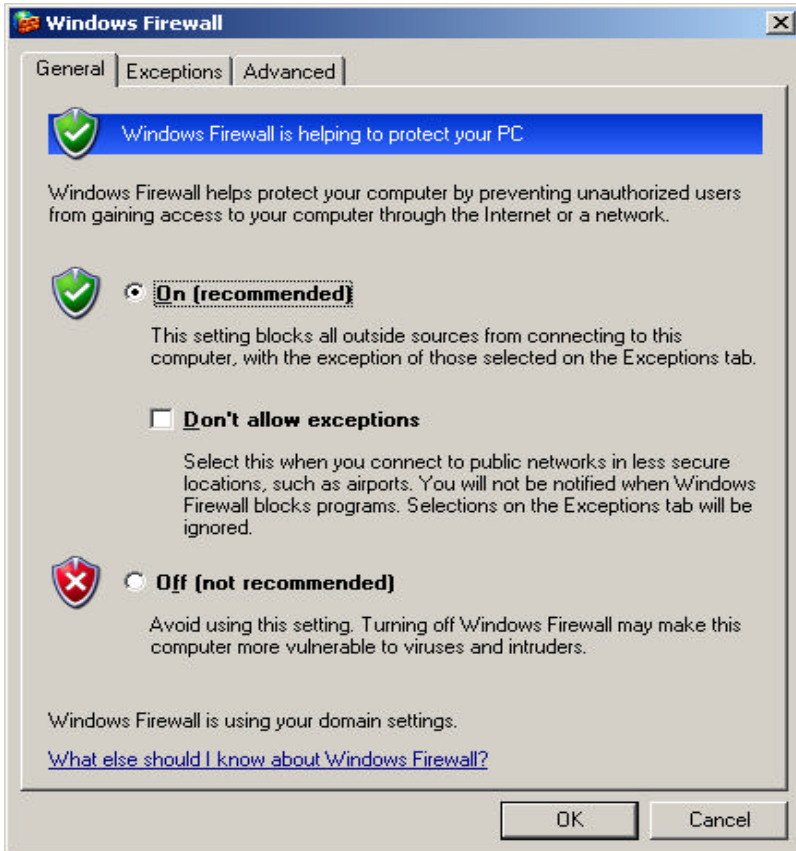 Windows Firewall
General Exceptions Advanced
Windows Firewall is helping to protect your PC
Windows Firewall helps protect your computer by preventing unauthorized users
from gaining access to your computer through the Internet or a network.
On (recommended)
This setting blocks all outside sources from connecting to this
computer, with the exception of those selected on the Exceptions tab.
Don't allow exceptions
Select this when you connect to public networks in less secure
locations, such as airports. You will not be notified when Windows
Firewall blocks programs. Selections on the Exceptions tab will be
ignored.
Off (not recommended)
Avoid using this setting. Turning off Windows Firewall may make this
computer more vulnerable to viruses and intruders.
Windows Firewall is using your domain settings.
What else should I know about Windows Firewall?
OK Cancel